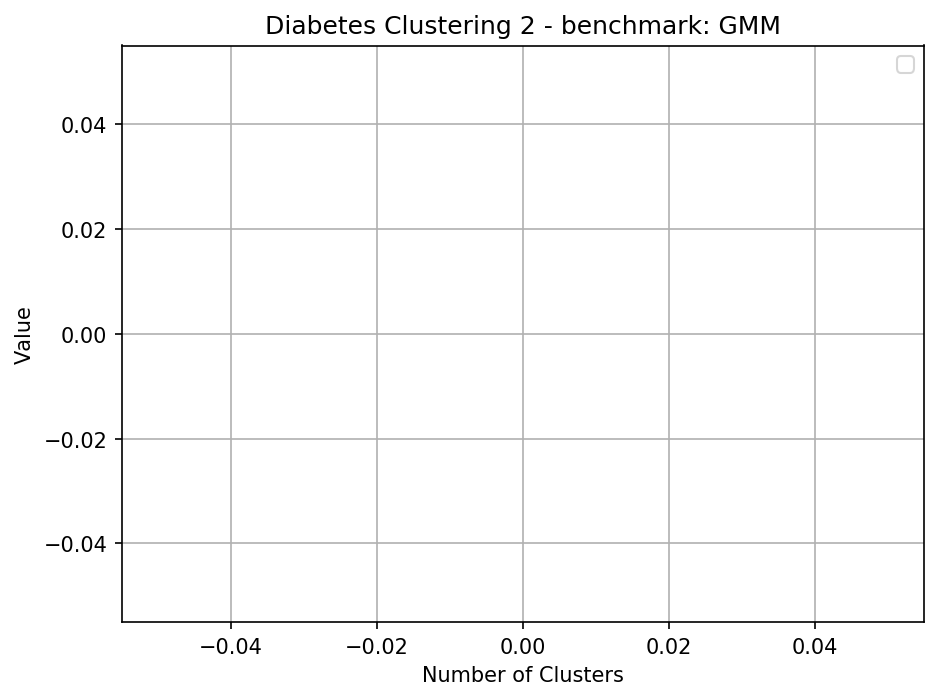 Diabetes Clustering 2 - benchmark: GMM
0.04
0.02
0.00
−0.02
−0.04
Value
−0.04 −0.02 0.00 0.02 0.04
Number of Clusters